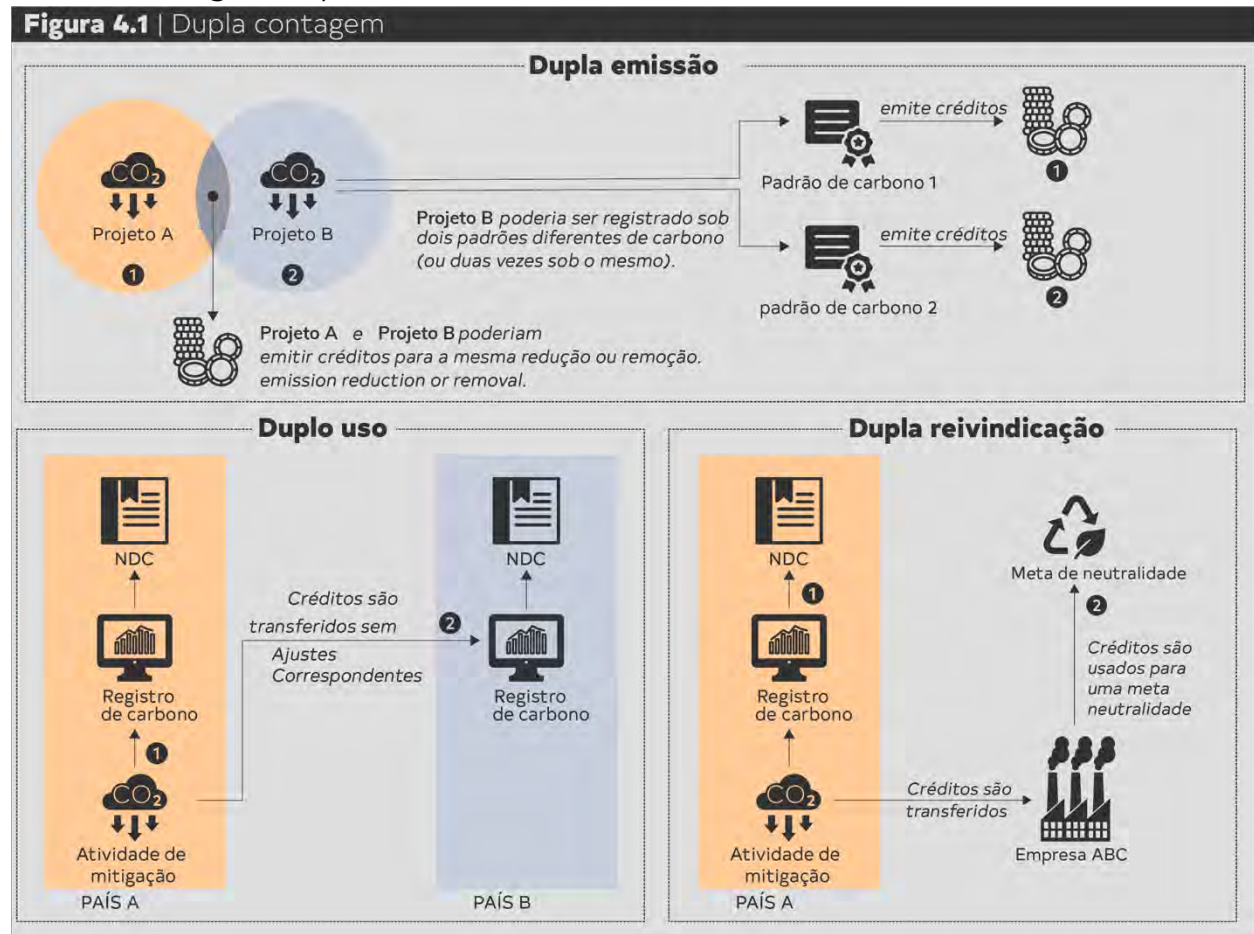 Figura 4.1 | Dupla contagem
Dupla emissão
CO2
Projeto A
1
CO2
Projeto B
2
Projeto B poderia ser registrado sob
dois padrões diferentes de carbono
(ou duas vezes sob o mesmo).
Padrão de carbono 1
emite créditos
1
padrão de carbono 2
emite créditos
2
Projeto A e Projeto B poderiam
emitir créditos para a mesma redução ou remoção.
emission reduction or removal.
Duplo uso
NDC
Registro
de carbono
1
CO2
Atividade de
mitigação
PAÍS A
Créditos são
transferidos sem
Ajustes
Correspondentes
2
NDC
Registro
de carbono
PAÍS B
Dupla reivindicação
NDC
1
Registro
de carbono
CO2
Atividade de
mitigação
PAÍS A
Créditos são
transferidos
Meta de neutralidade
2
Créditos são
usados para
uma meta
neutralidade
Empresa ABC